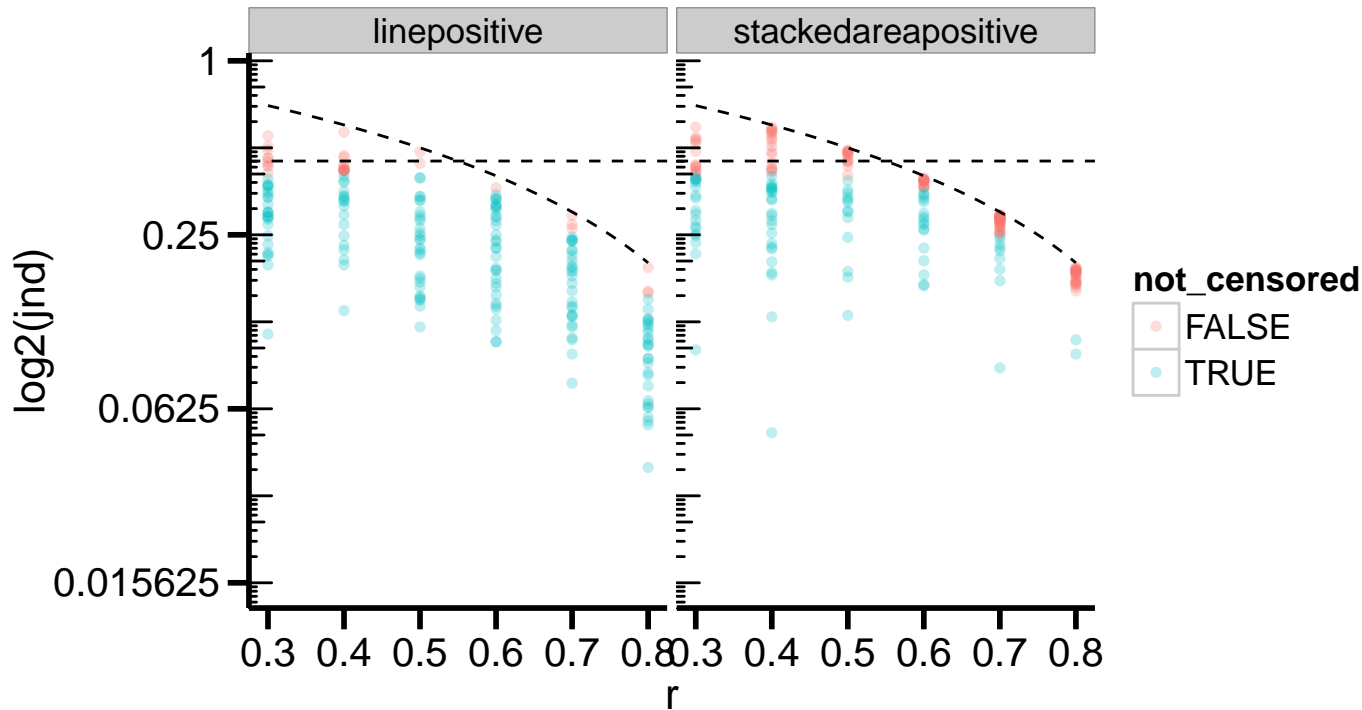 linepositive
stackedareapositive
1
0.25
0.0625
0.015625
log2(jnd)
0.3 0.4 0.5 0.6 0.7 0.8
0.3 0.4 0.5 0.6 0.7 0.8
r
not_censored
FALSE
TRUE